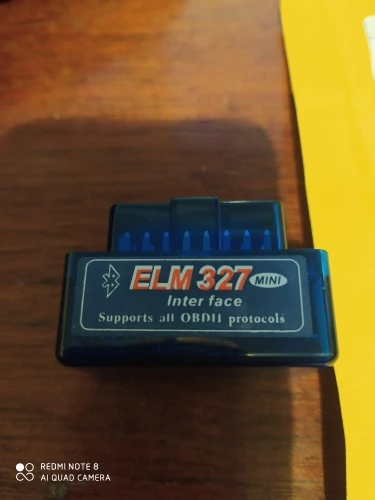 ELM 327 MINI
Inter face
Supports all OBDII protocols
REDMI NOTE 8
AI QUAD CAMERA